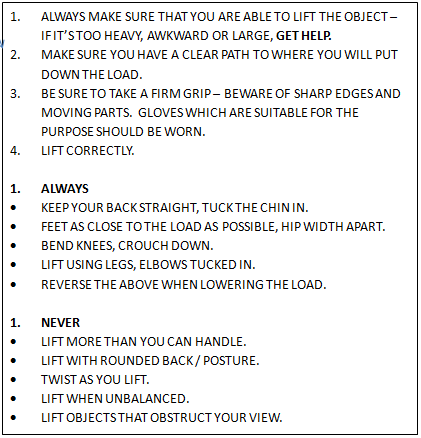 1. ALWAYS MAKE SURE THAT YOU ARE ABLE TO LIFT THE OBJECT –
IF IT'S TOO HEAVY, AWKWARD OR LARGE, GET HELP.
2. MAKE SURE YOU HAVE A CLEAR PATH TO WHERE YOU WILL PUT
DOWN THE LOAD.
3. BE SURE TO TAKE A FIRM GRIP – BEWARE OF SHARP EDGES AND
MOVING PARTS. GLOVES WHICH ARE SUITABLE FOR THE
PURPOSE SHOULD BE WORN.
4. LIFT CORRECTLY.
1. ALWAYS
• KEEP YOUR BACK STRAIGHT, TUCK THE CHIN IN.
• FEET AS CLOSE TO THE LOAD AS POSSIBLE, HIP WIDTH APART.
• BEND KNEES, CROUCH DOWN.
• LIFT USING LEGS, ELBOWS TUCKED IN.
• REVERSE THE ABOVE WHEN LOWERING THE LOAD.
1. NEVER
• LIFT MORE THAN YOU CAN HANDLE.
• LIFT WITH ROUNDED BACK / POSTURE.
• TWIST AS YOU LIFT.
• LIFT WHEN UNBALANCED.
• LIFT OBJECTS THAT OBSTRUCT YOUR VIEW.